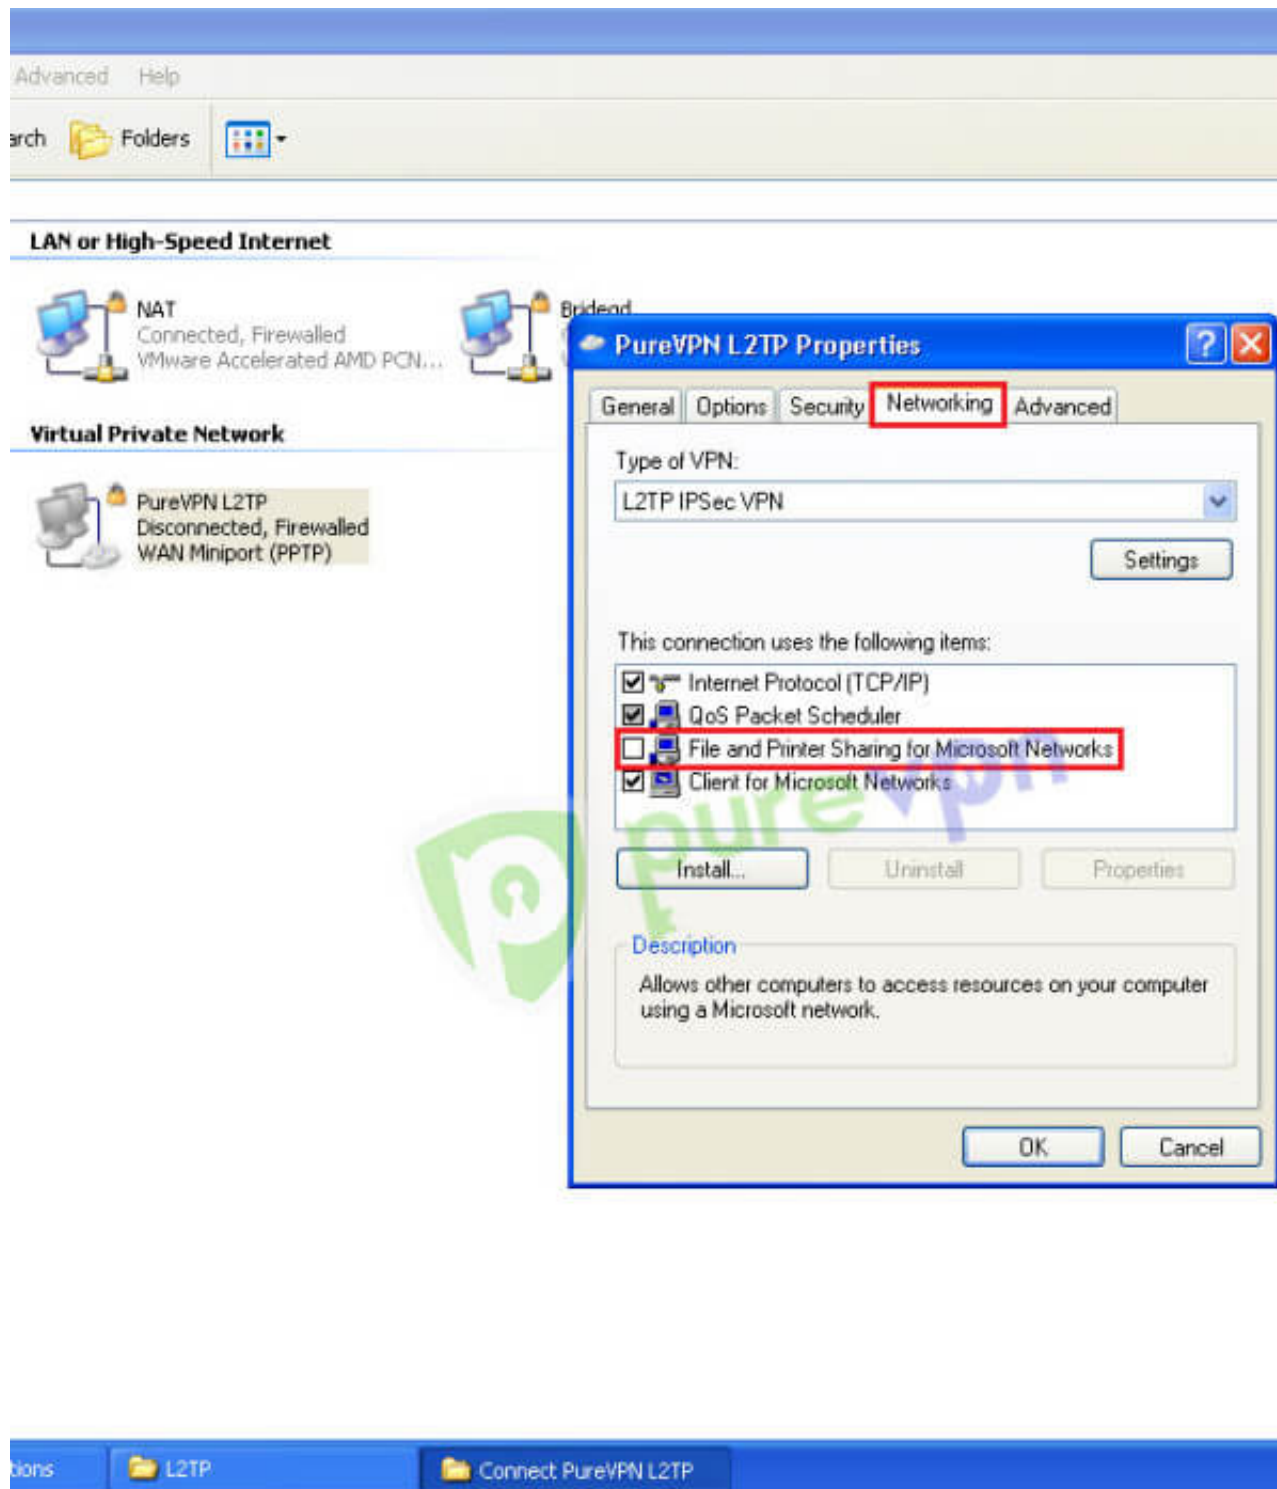 Advanced Help
arch Folders
LAN or High-Speed Internet
NAT
Connected, Firewalled
VMware Accelerated AMD PCN...
Bridend
Virtual Private Network
PureVPN L2TP
Disconnected, Firewalled
WAN Miniport (PPTP)
PureVPN L2TP Properties
General Options Security Networking Advanced
Type of VPN:
L2TP IPSec VPN
Settings
This connection uses the following items:
Internet Protocol (TCP/IP)
QoS Packet Scheduler
File and Printer Sharing for Microsoft Networks
Client for Microsoft Networks
purevpn
Install... Uninstall Properties
Description
Allows other computers to access resources on your computer
using a Microsoft network.
OK Cancel
tions L2TP Connect PureVPN L2TP